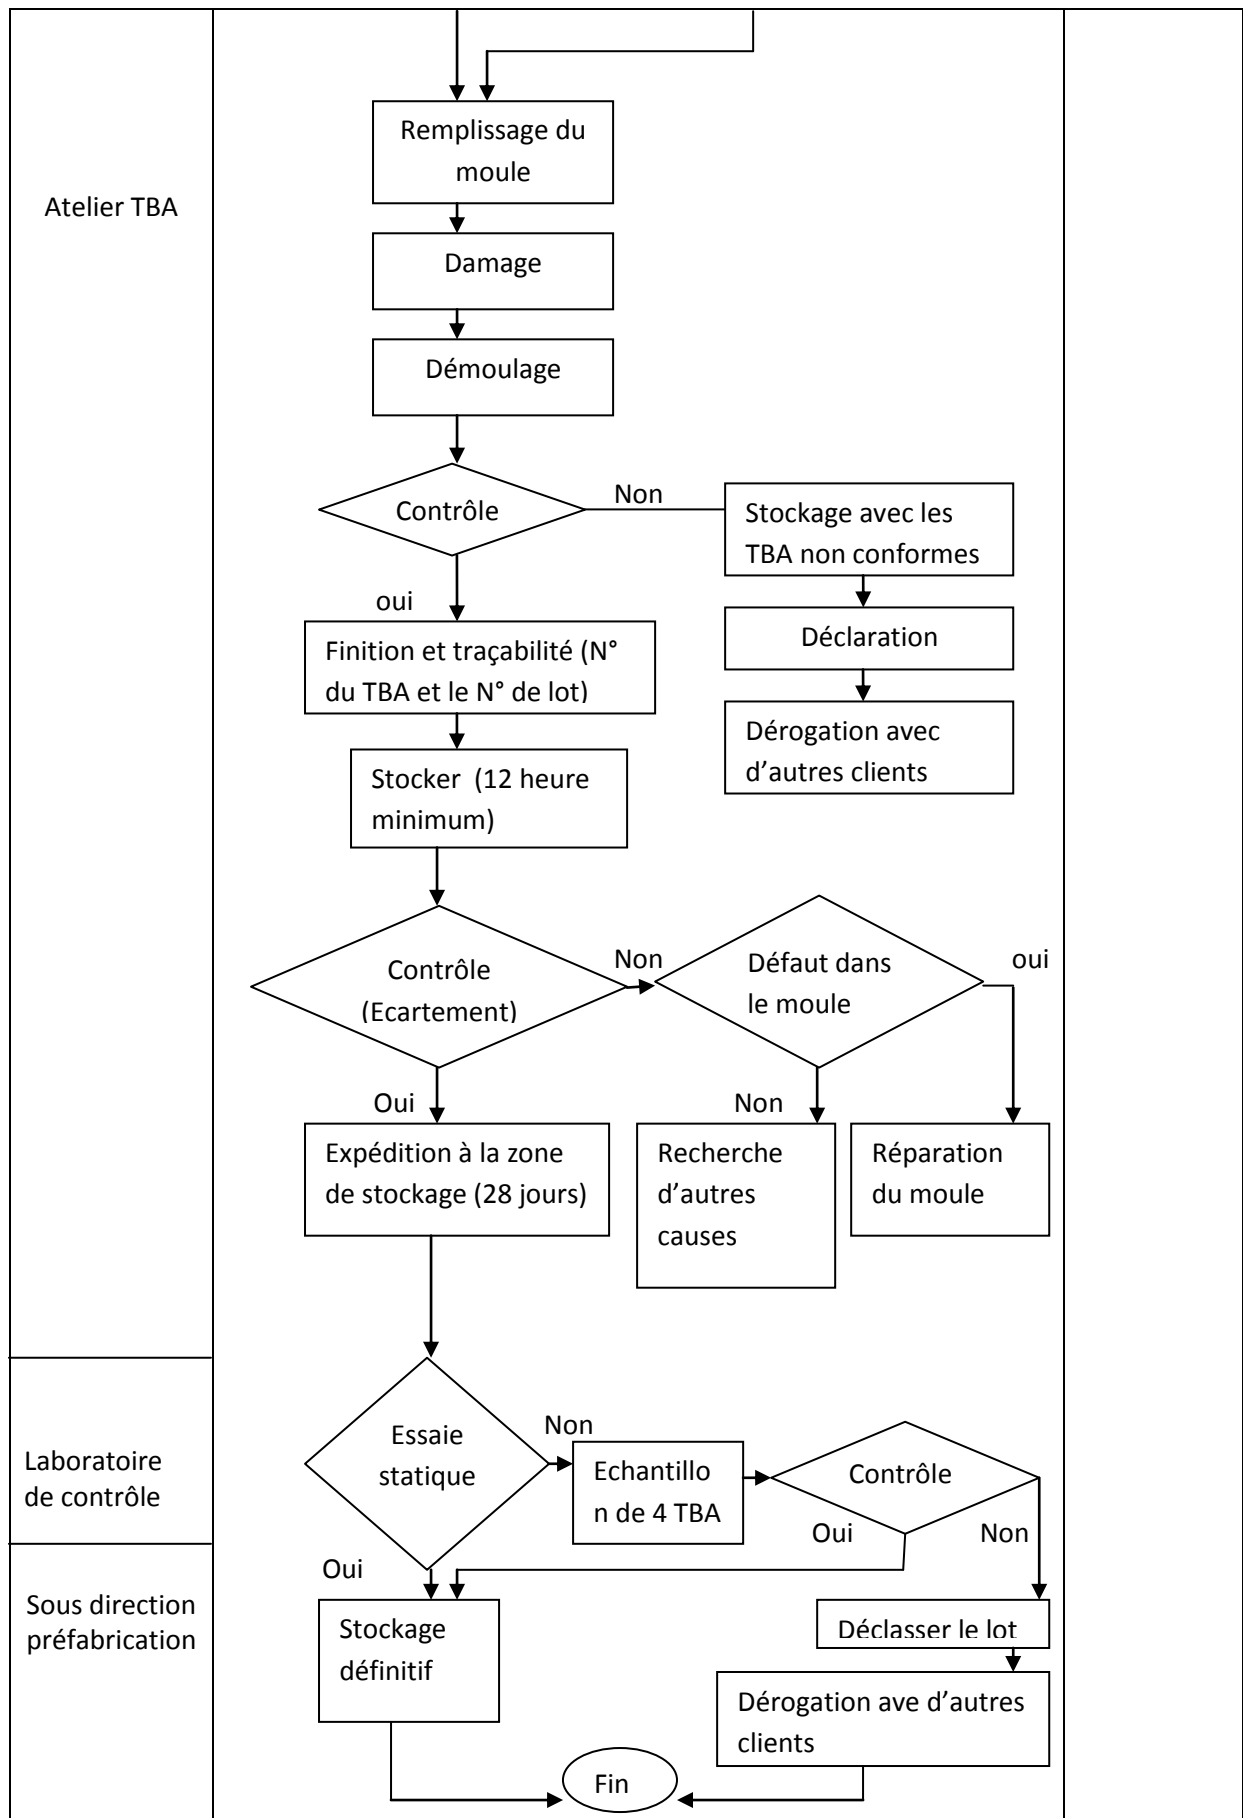 Remplissage du
moule
Atelier TBA
Damage
Démoulage
Contrôle
Non
Stockage avec les
TBA non conformes
oui
Déclaration
Finition et traçabilité (N°
du TBA et le N° de lot)
Dérogation avec
d'autres clients
Stocker (12 heure
minimum)
Contrôle
(Ecartement)
Non
Défaut dans
le moule
oui
Oui
Non
Expédition à la zone
de stockage (28 jours)
Recherche
d'autres
causes
Réparation
du moule
Laboratoire
de contrôle
Essaie
statique
Non
Echantillo
n de 4 TBA
Contrôle
Oui
Non
Oui
Sous direction
préfabrication
Stockage
définitif
Déclasser le lot
Dérogation ave d'autres
clients
Fin